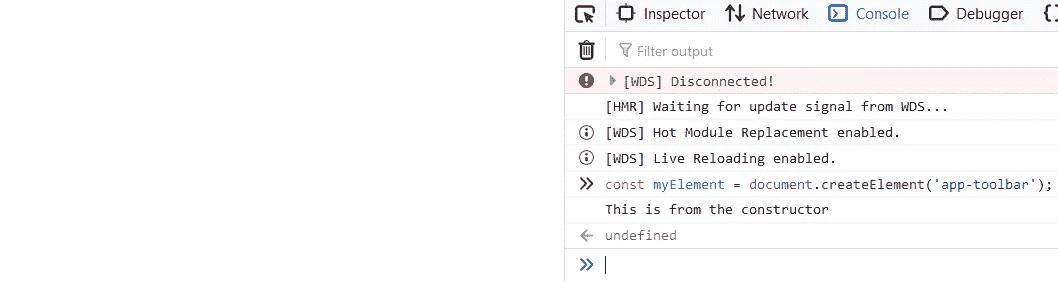 Inspector Network Console Debugger {
Filter output
[WDS] Disconnected!
[HMR] Waiting for update signal from WDS...
[WDS] Hot Module Replacement enabled.
[WDS] Live Reloading enabled.
const myElement = document.createElement('app-toolbar');
This is from the constructor
undefined